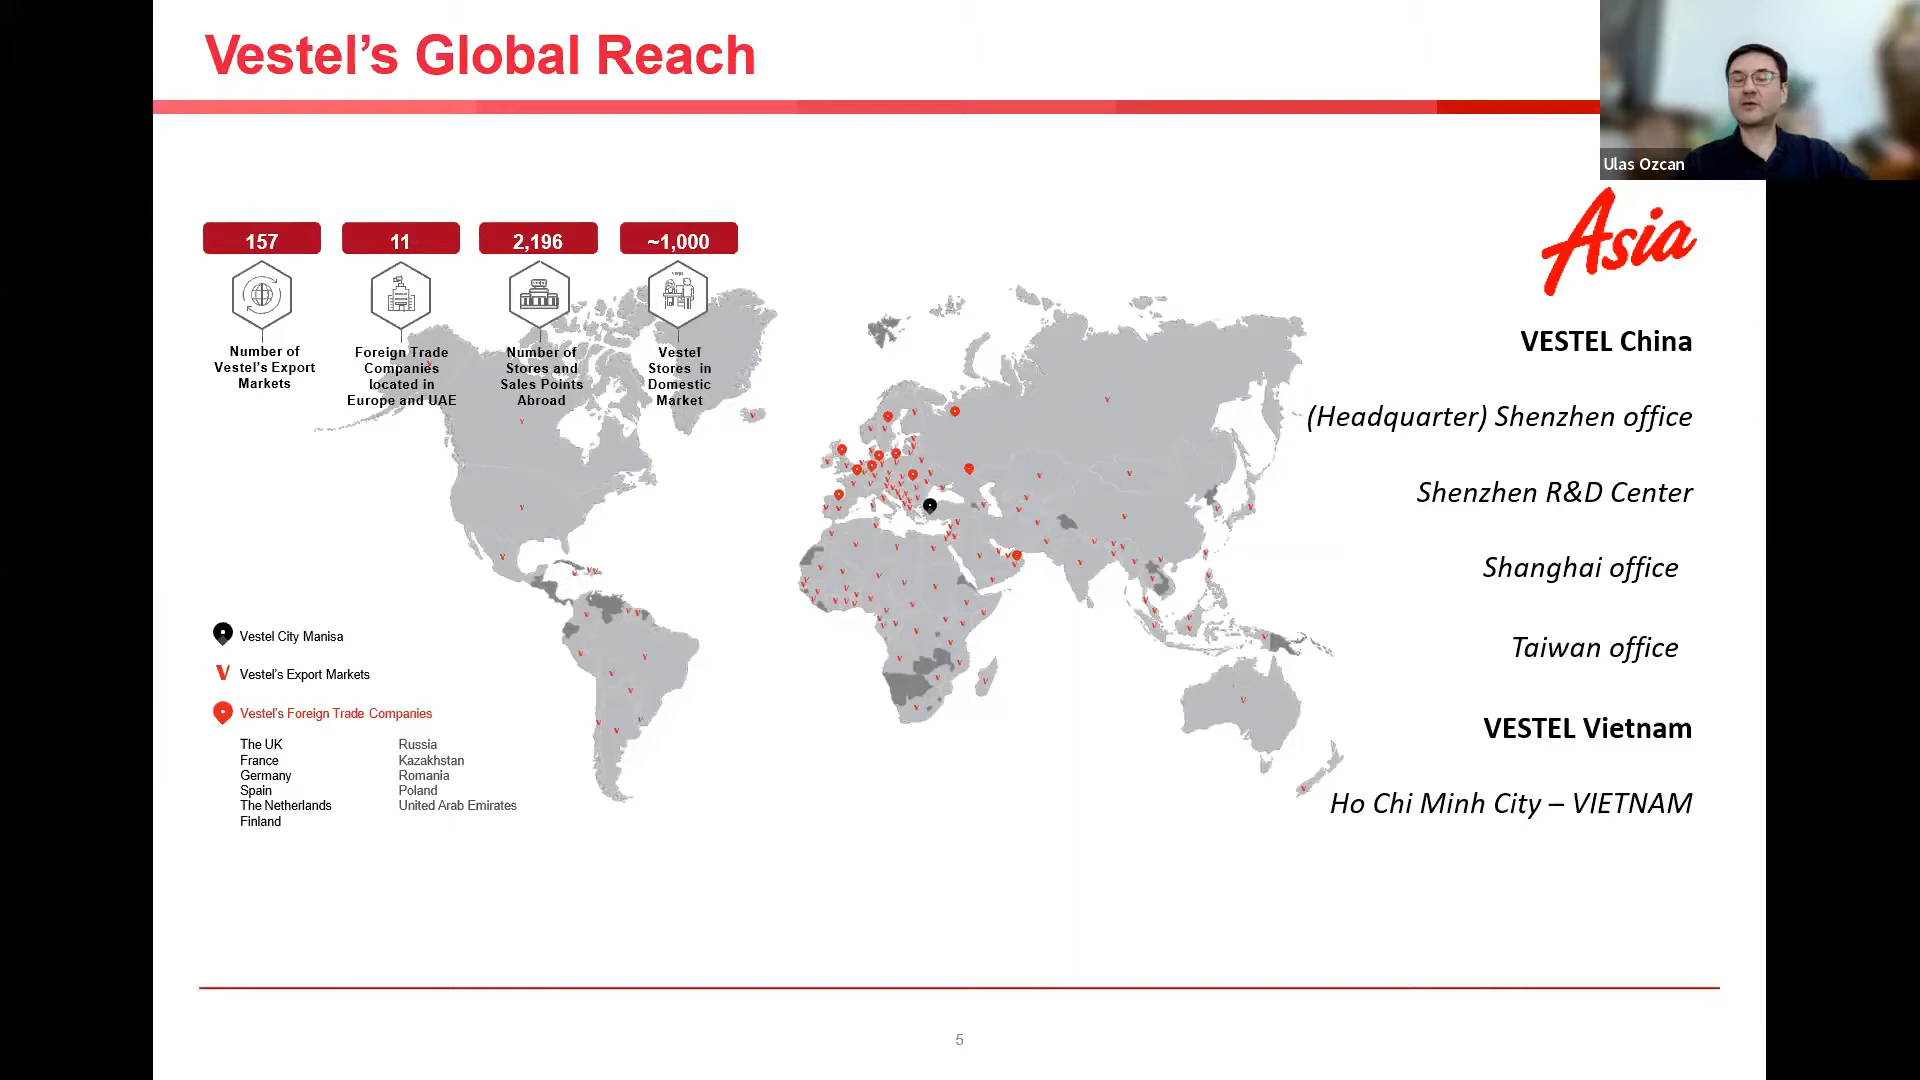 Vestel’s Global Reach
Ulas Ozcan
157
11
2,196
~1,000
Number of
Vestel’s Export
Markets
Foreign Trade
Companies
located in
Europe and UAE
Number of
Stores and
Sales Points
Abroad
Vestel
Stores in
Domestic
Market
Asia
VESTEL China
(Headquarter) Shenzhen office
Shenzhen R&D Center
Shanghai office
Taiwan office
VESTEL Vietnam
Ho Chi Minh City – VIETNAM
Vestel City Manisa
V Vestel’s Export Markets
Vestel’s Foreign Trade Companies
The UK
France
Germany
Spain
The Netherlands
Finland
Russia
Kazakhstan
Romania
Poland
United Arab Emirates
5